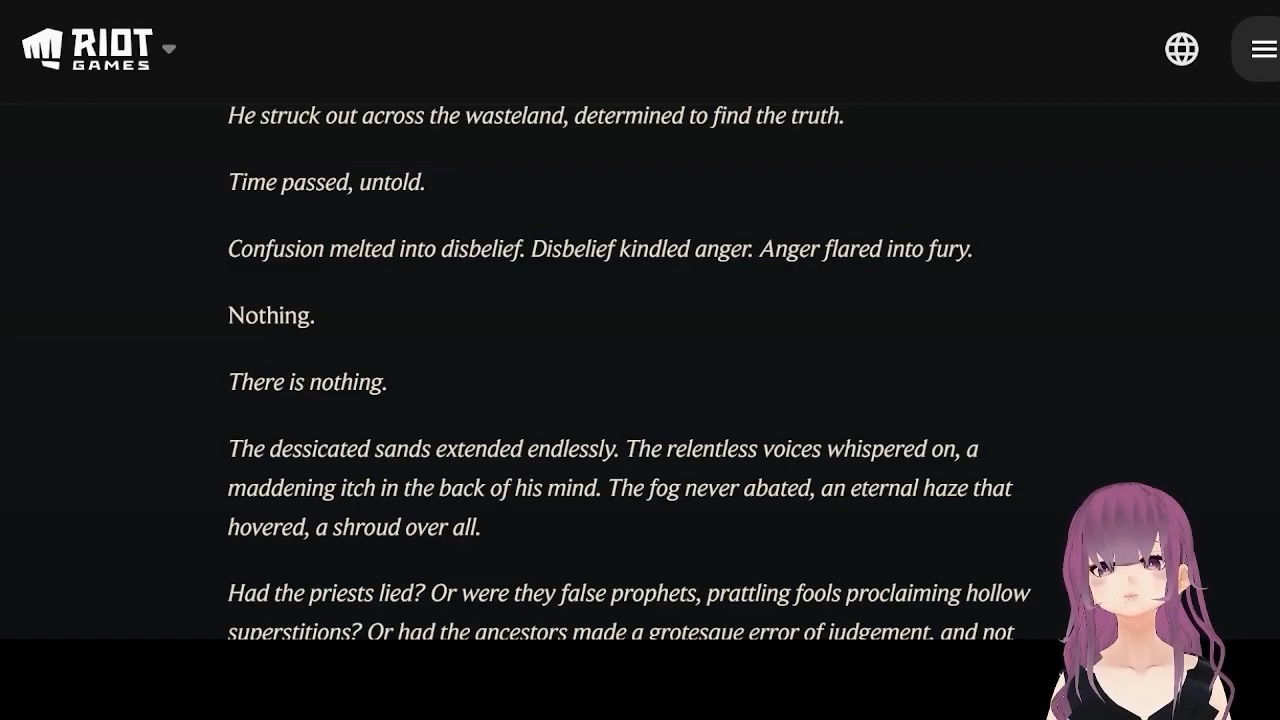 RIOT
GAMES
He struck out across the wasteland, determined to find the truth.
Time passed, untold.
Confusion melted into disbelief. Disbelief kindled anger. Anger flared into fury.
Nothing.
There is nothing.
The dessicated sands extended endlessly. The relentless voices whispered on, a
maddening itch in the back of his mind. The fog never abated, an eternal haze that
hovered, a shroud over all.
Had the priests lied? Or were they false prophets, prattling fools proclaiming hollow
superstitions? Or had the ancestors made a grotesque error of judgement, and not